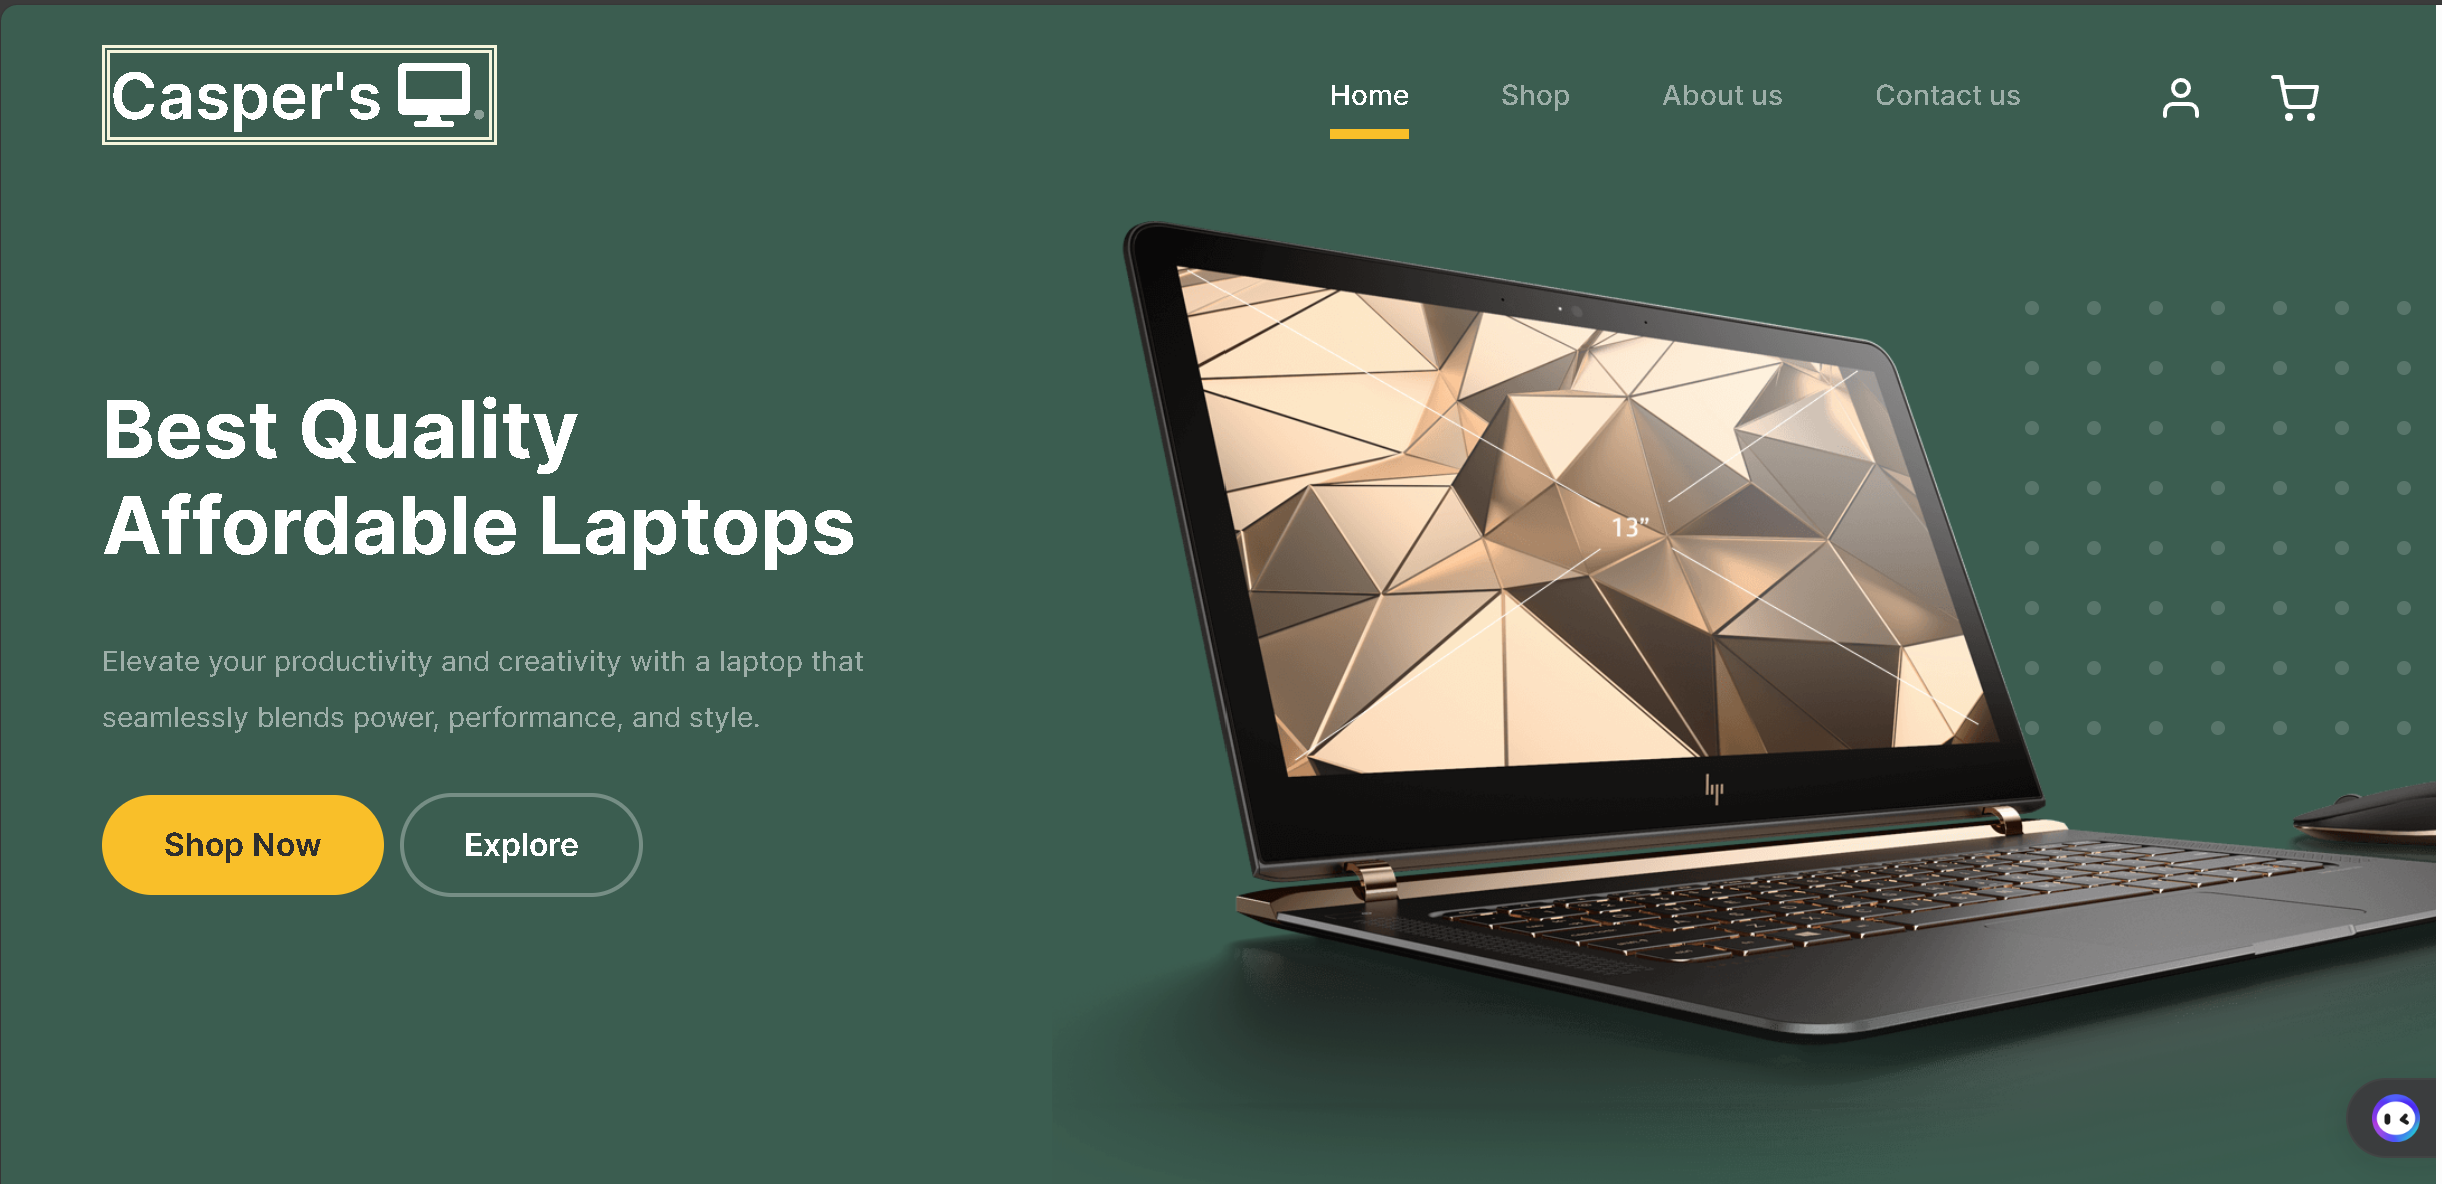 Casper's
Home
Shop
About us
Contact us
Best Quality
Affordable Laptops
Elevate your productivity and creativity with a laptop that
seamlessly blends power, performance, and style.
Shop Now
Explore
13”
hp